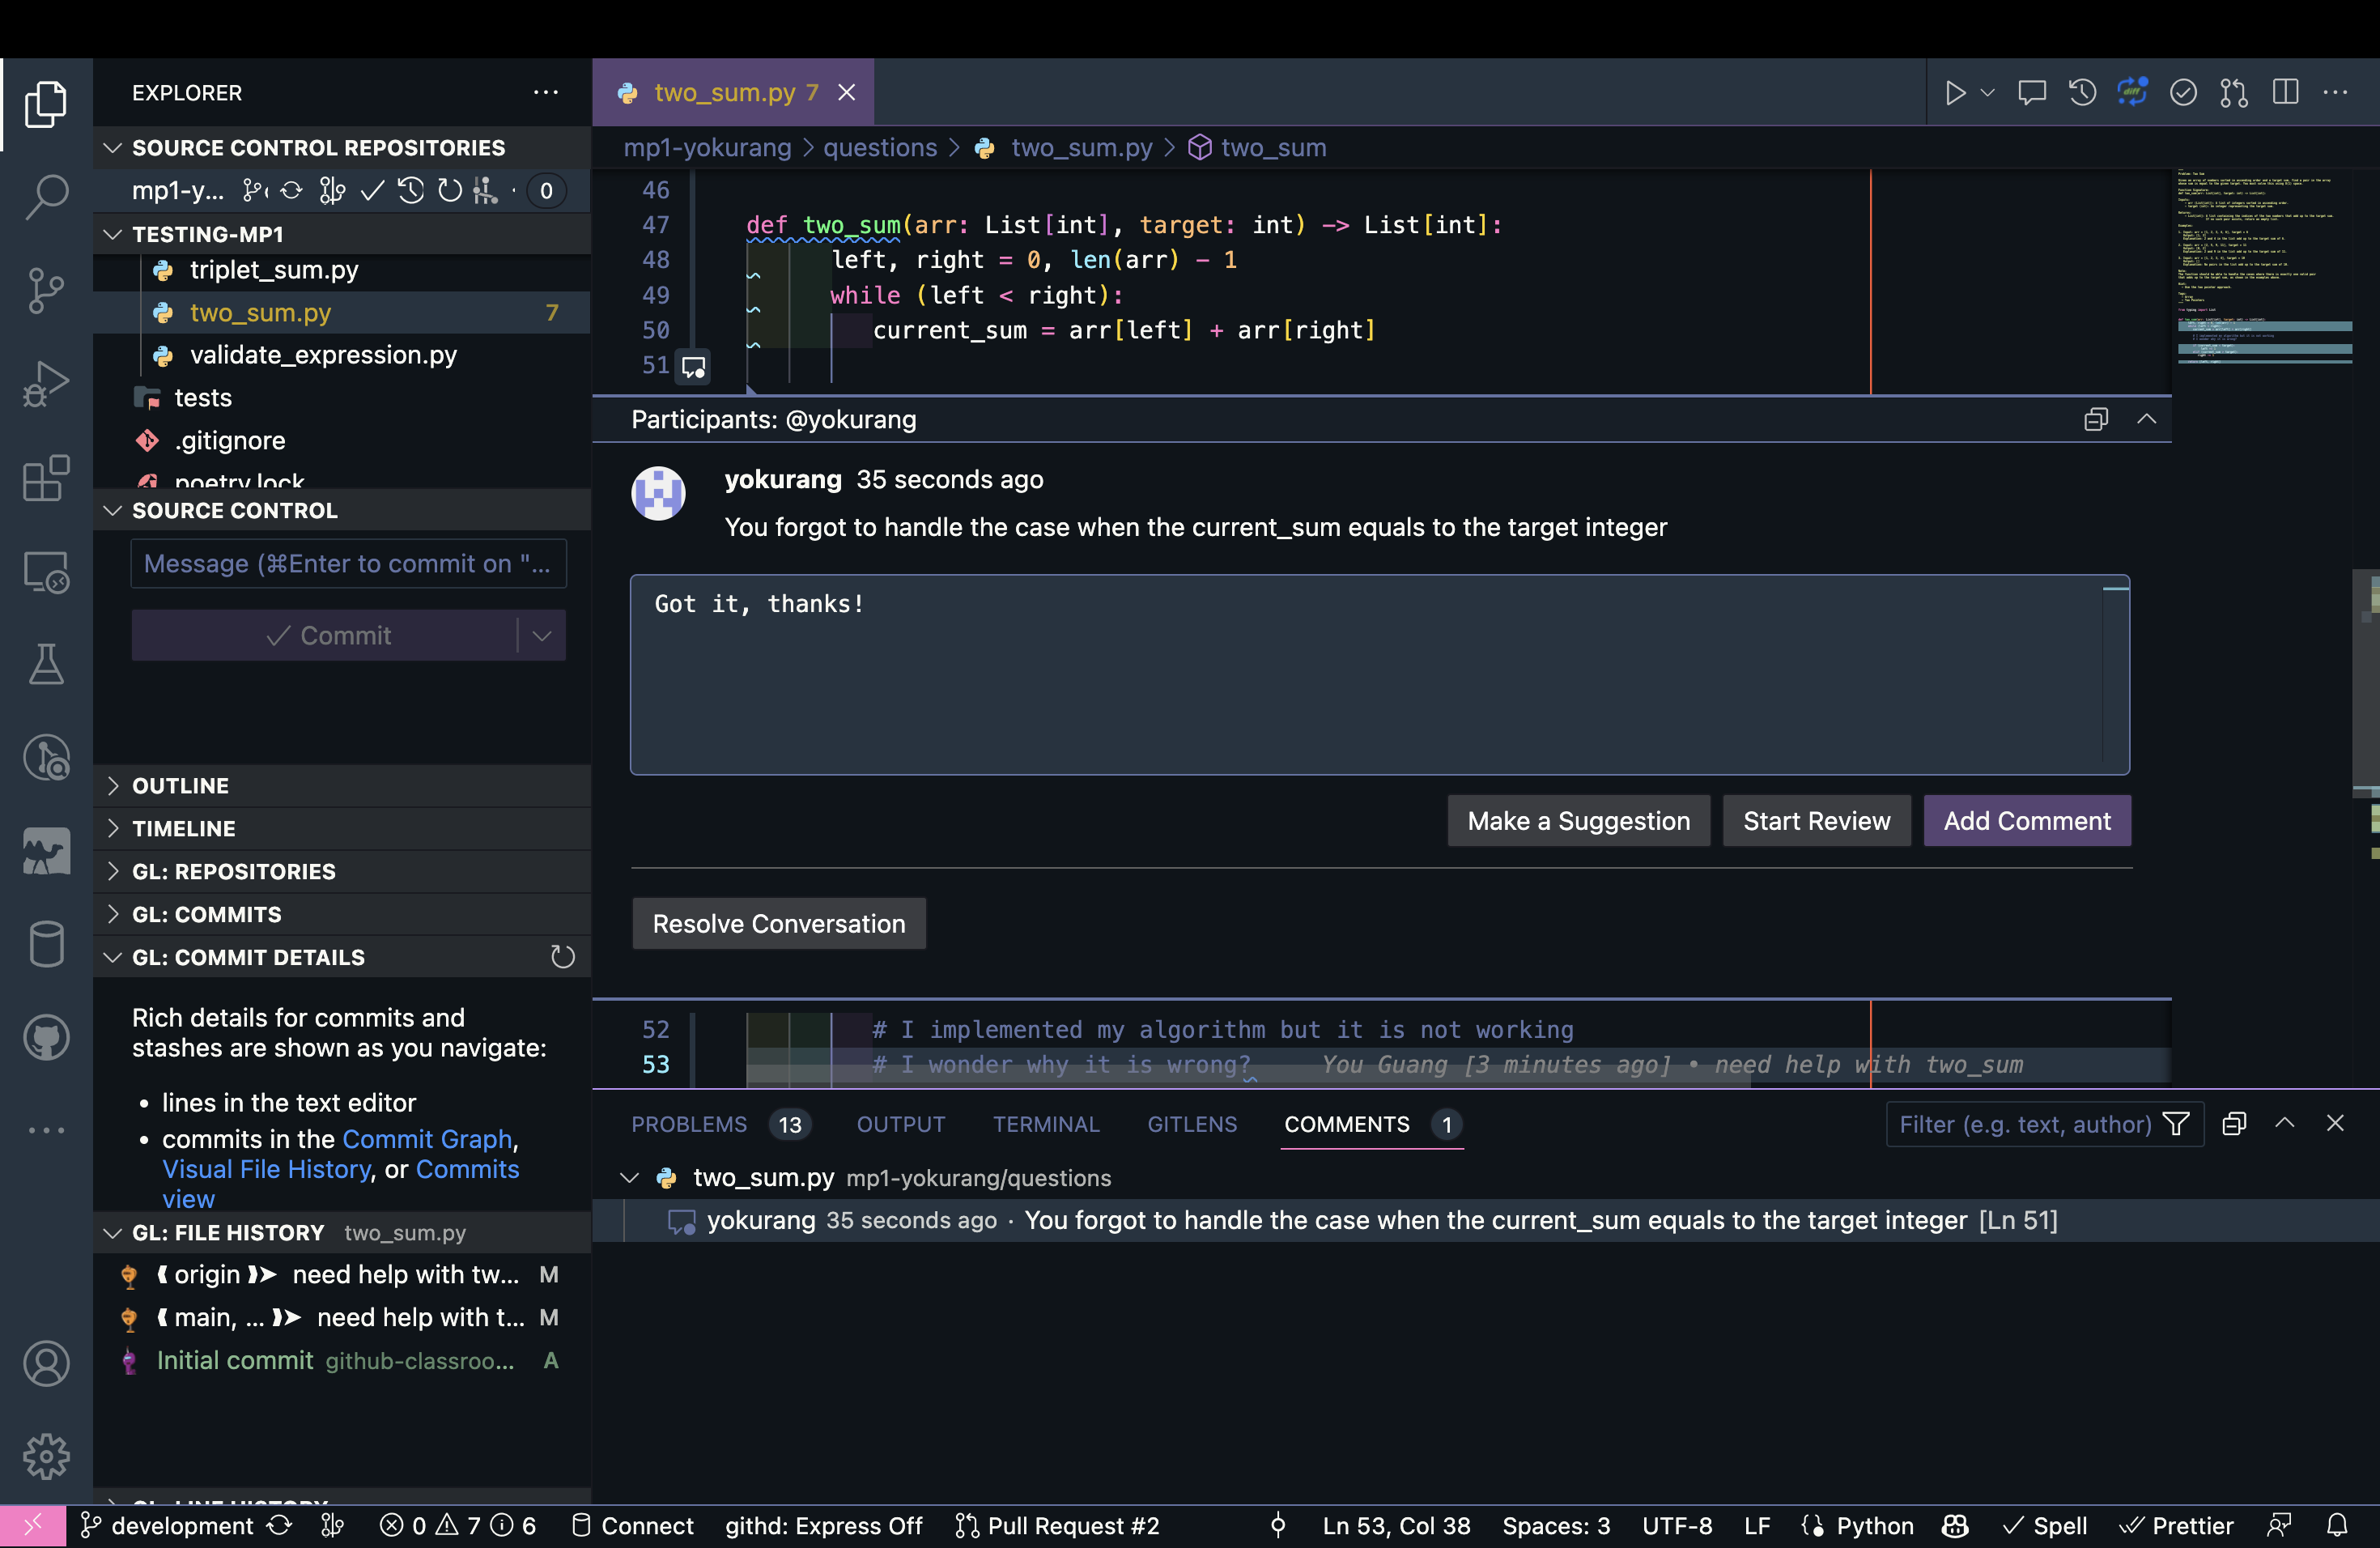 EXPLORER
SOURCE CONTROL REPOSITORIES
mp1-y... 0
TESTING-MP1
triplet_sum.py
two_sum.py 7
validate_expression.py
tests
.gitignore
poetry.lock
SOURCE CONTROL
Message (⌘Enter to commit on "...
Commit
OUTLINE
TIMELINE
GL: REPOSITORIES
GL: COMMITS
GL: COMMIT DETAILS
Rich details for commits and
stashes are shown as you navigate:
• lines in the text editor
• commits in the Commit Graph,
Visual File History, or Commits
view
GL: FILE HISTORY two_sum.py
origin need help with tw... M
main, ... need help with t... M
Initial commit github-classroo... A
GL: LINE HISTORY
two_sum.py 7
mp1-yokurang > questions > two_sum.py > two_sum
46
47 def two_sum(arr: List[int], target: int) -> List[int]:
48 left, right = 0, len(arr) - 1
49 while (left < right):
50 current_sum = arr[left] + arr[right]
51
Participants: @yokurang
yokurang 35 seconds ago
You forgot to handle the case when the current_sum equals to the target integer
Got it, thanks!
Make a Suggestion
Start Review
Add Comment
Resolve Conversation
52 # I implemented my algorithm but it is not working
53 # I wonder why it is wrong? You Guang [3 minutes ago] • need help with two_sum
PROBLEMS 13 OUTPUT TERMINAL GITLENS COMMENTS 1 Filter (e.g. text, author)
two_sum.py mp1-yokurang/questions
yokurang 35 seconds ago · You forgot to handle the case when the current_sum equals to the target integer [Ln 51]
development 0 7 6 Connect githd: Express Off Pull Request #2 Ln 53, Col 38 Spaces: 3 UTF-8 LF Python Spell Prettier